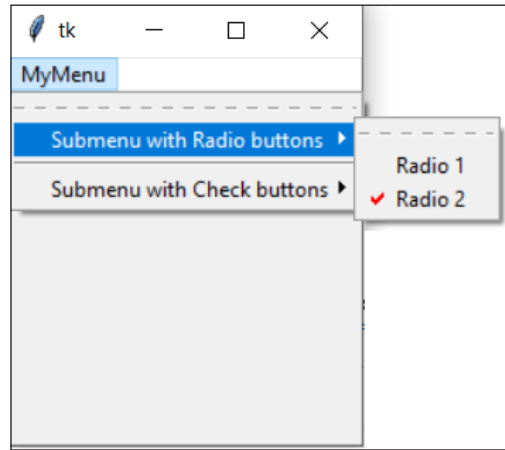 tk
MyMenu
Submenu with Radio buttons
Submenu with Check buttons
Radio 1
Radio 2